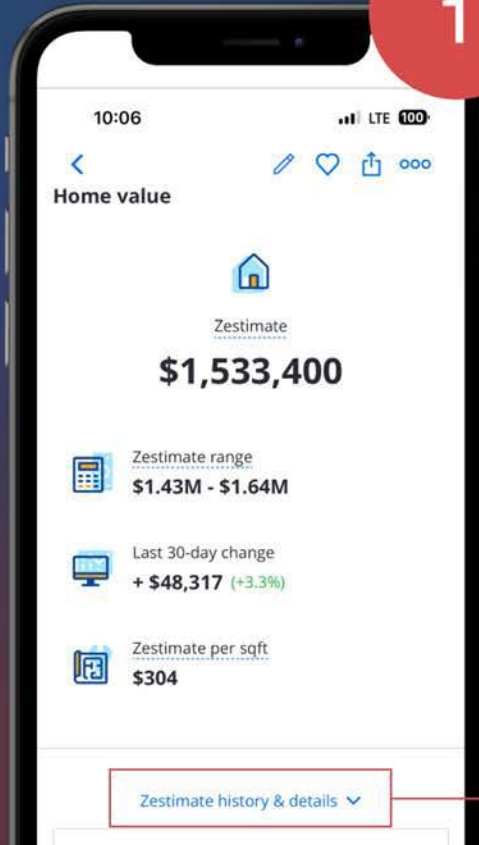 1
10:06 LTE 100
ooo
Home value
Zestimate
$1,533,400
Zestimate range
$1.43M - $1.64M
Last 30-day change
+ $48,317 (+3.3%)
Zestimate per sqft
$304
Zestimate history & details